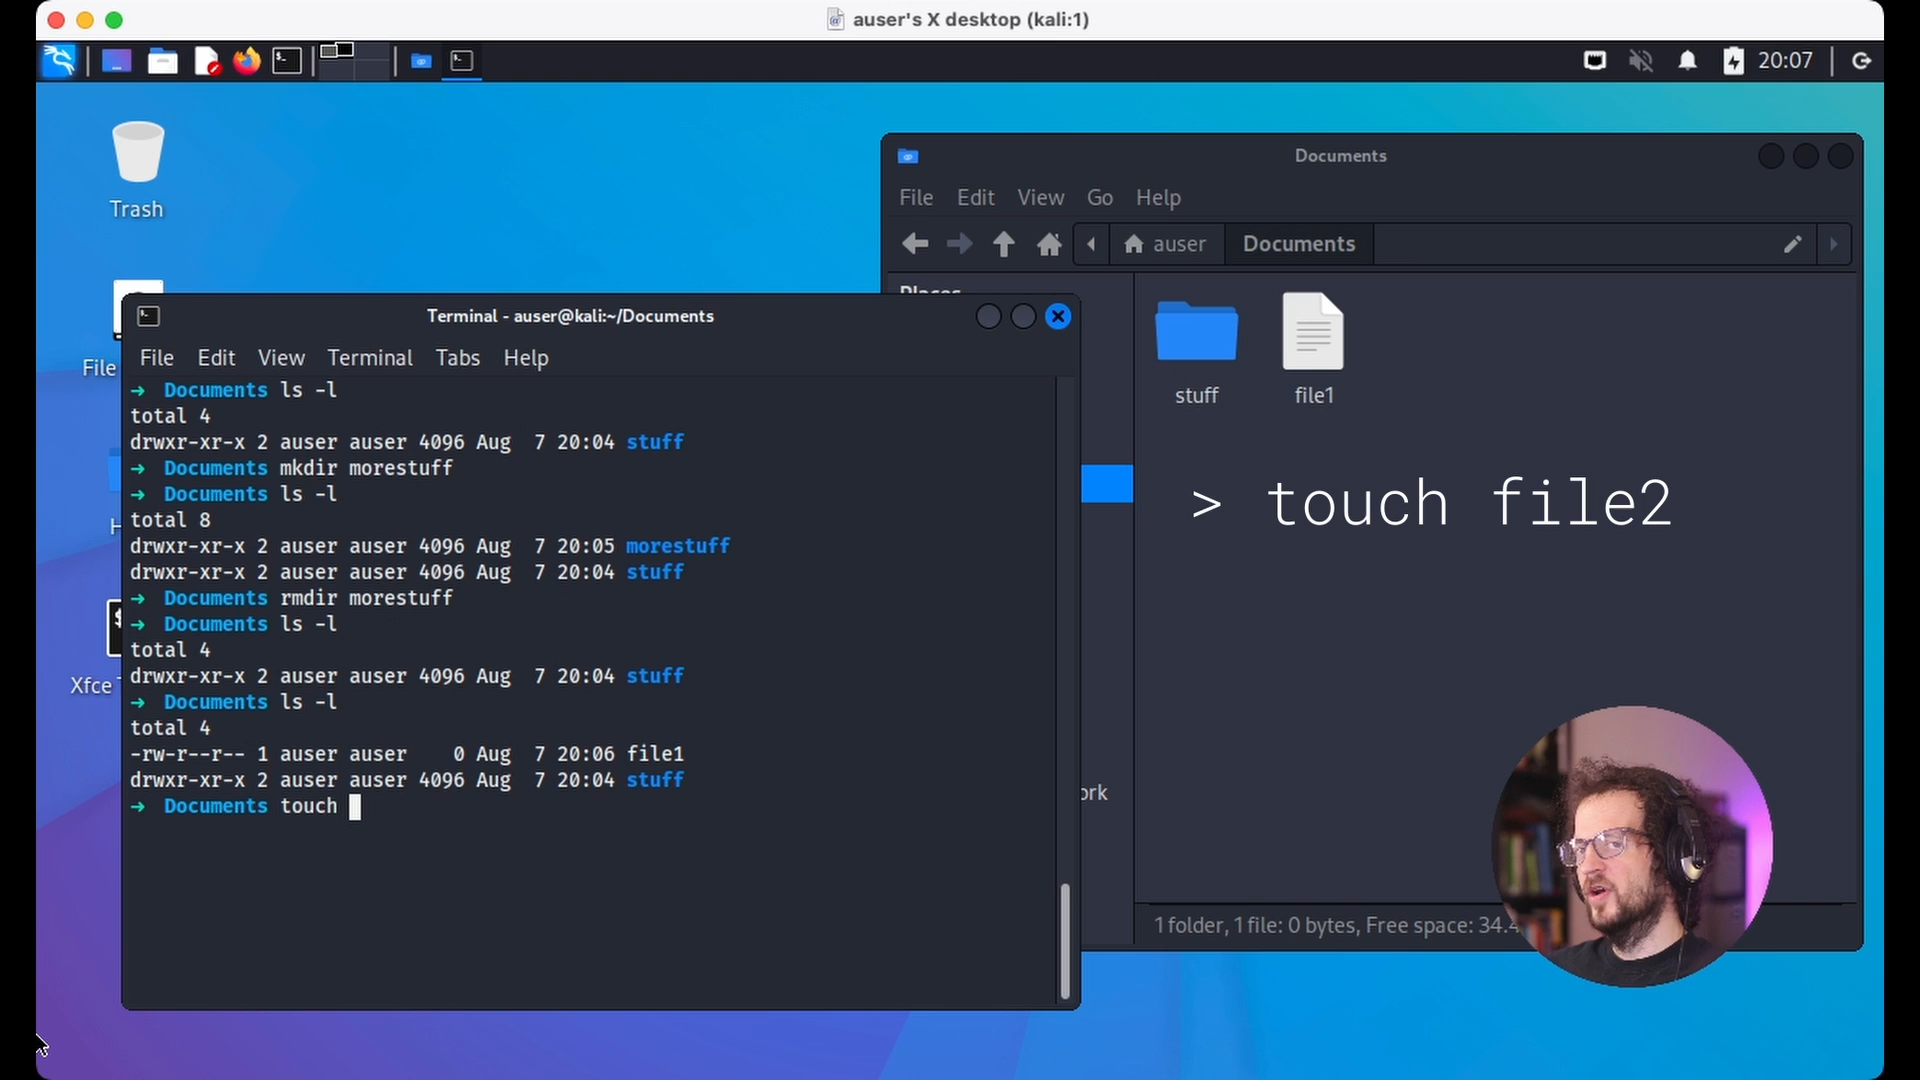 auser's X desktop (kali:1)
20:07
Trash
Documents
File Edit View Go Help
auser Documents
Places
stuff
file1
File
Terminal - auser@kali:~/Documents
File Edit View Terminal Tabs Help
→ Documents ls -l
total 4
drwxr-xr-x 2 auser auser 4096 Aug  7 20:04 stuff
→ Documents mkdir morestuff
→ Documents ls -l
total 8
drwxr-xr-x 2 auser auser 4096 Aug  7 20:05 morestuff
drwxr-xr-x 2 auser auser 4096 Aug  7 20:04 stuff
→ Documents rmdir morestuff
→ Documents ls -l
total 4
drwxr-xr-x 2 auser auser 4096 Aug  7 20:04 stuff
→ Documents ls -l
total 4
-rw-r--r-- 1 auser auser    0 Aug  7 20:06 file1
drwxr-xr-x 2 auser auser 4096 Aug  7 20:04 stuff
→ Documents touch
> touch file2
Xfce
1 folder, 1 file: 0 bytes, Free space: 34.4